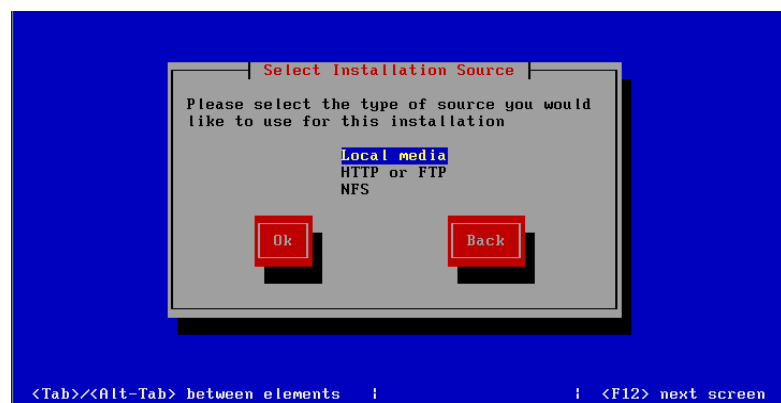 Select Installation Source
Please select the type of source you would
like to use for this installation
Local media
HTTP or FTP
NFS
Ok Back
<Tab>/<Alt-Tab> between elements | | <F12> next screen